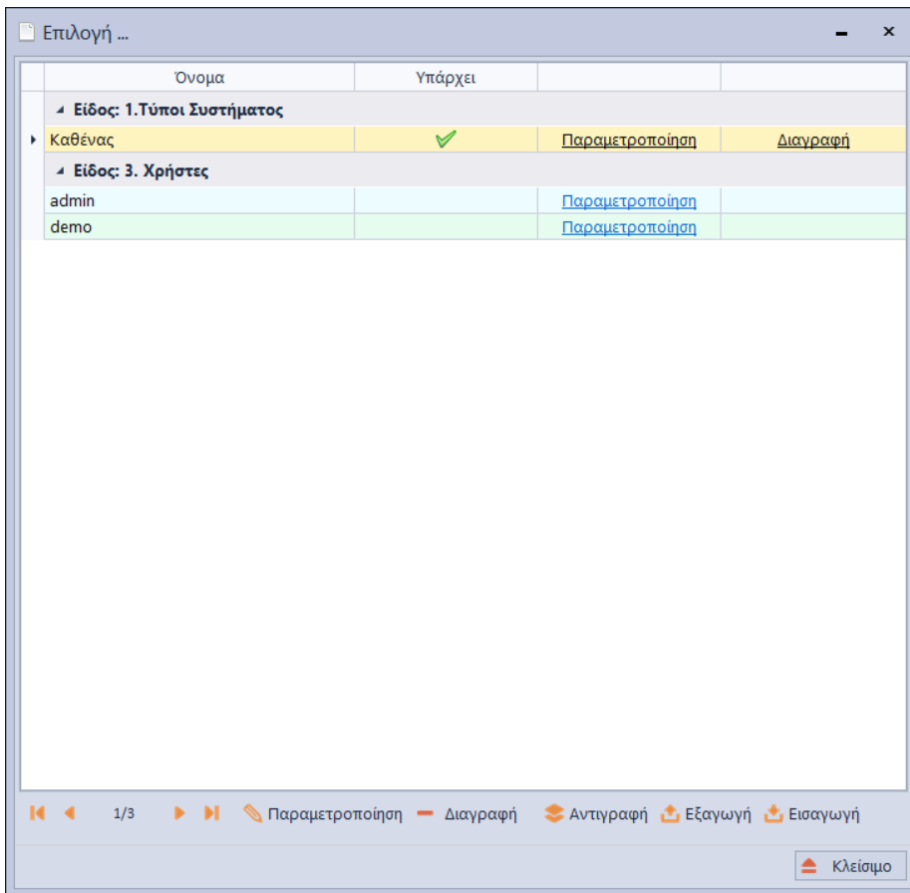 Επιλογή ...
Όνομα Υπάρχει
Είδος: 1.Τύποι Συστήματος
Καθένας Παραμετροποίηση Διαγραφή
Είδος: 3. Χρήστες
admin Παραμετροποίηση
demo Παραμετροποίηση
1/3 Παραμετροποίηση Διαγραφή Αντιγραφή Εξαγωγή Εισαγωγή
Κλείσιμο